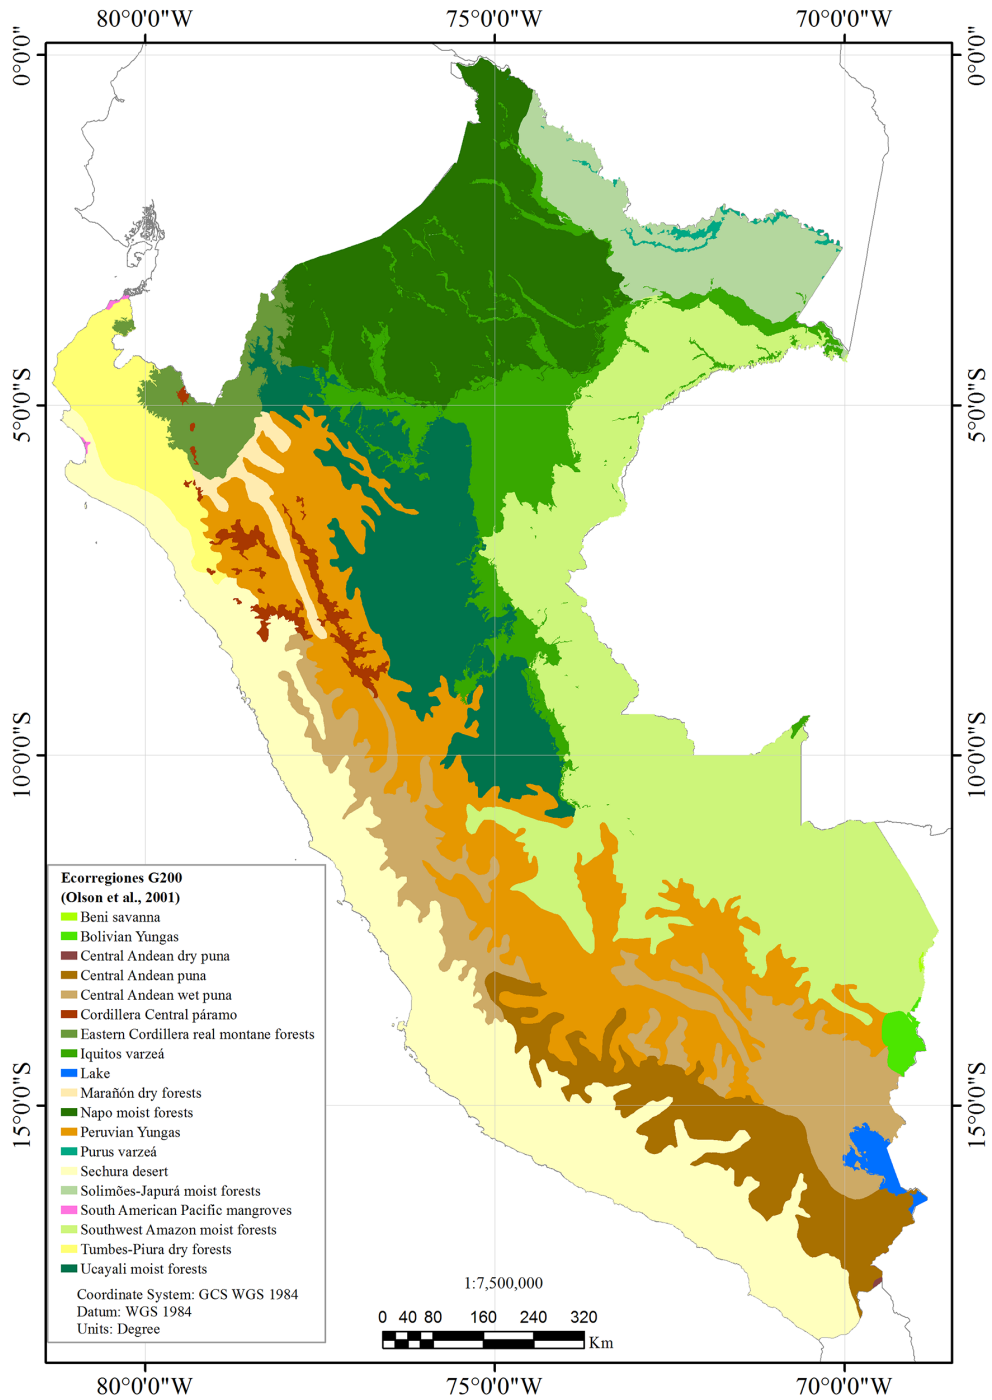 80°0'0"W 75°0'0"W 70°0'0"W
0°0'0" 0°0'0"
5°0'0"S 5°0'0"S
10°0'0"S 10°0'0"S
15°0'0"S 15°0'0"S
Ecorregiones G200
(Olson et al., 2001)
Beni savanna
Bolivian Yungas
Central Andean dry puna
Central Andean puna
Central Andean wet puna
Cordillera Central páramo
Eastern Cordillera real montane forests
Iquitos varzeá
Lake
Marañón dry forests
Napo moist forests
Peruvian Yungas
Purus varzeá
Sechura desert
Solimões-Japurá moist forests
South American Pacific mangroves
Southwest Amazon moist forests
Tumbes-Piura dry forests
Ucayali moist forests
Coordinate System: GCS WGS 1984
Datum: WGS 1984
Units: Degree
1:7,500,000
0 40 80 160 240 320
Km
80°0'0"W 75°0'0"W 70°0'0"W